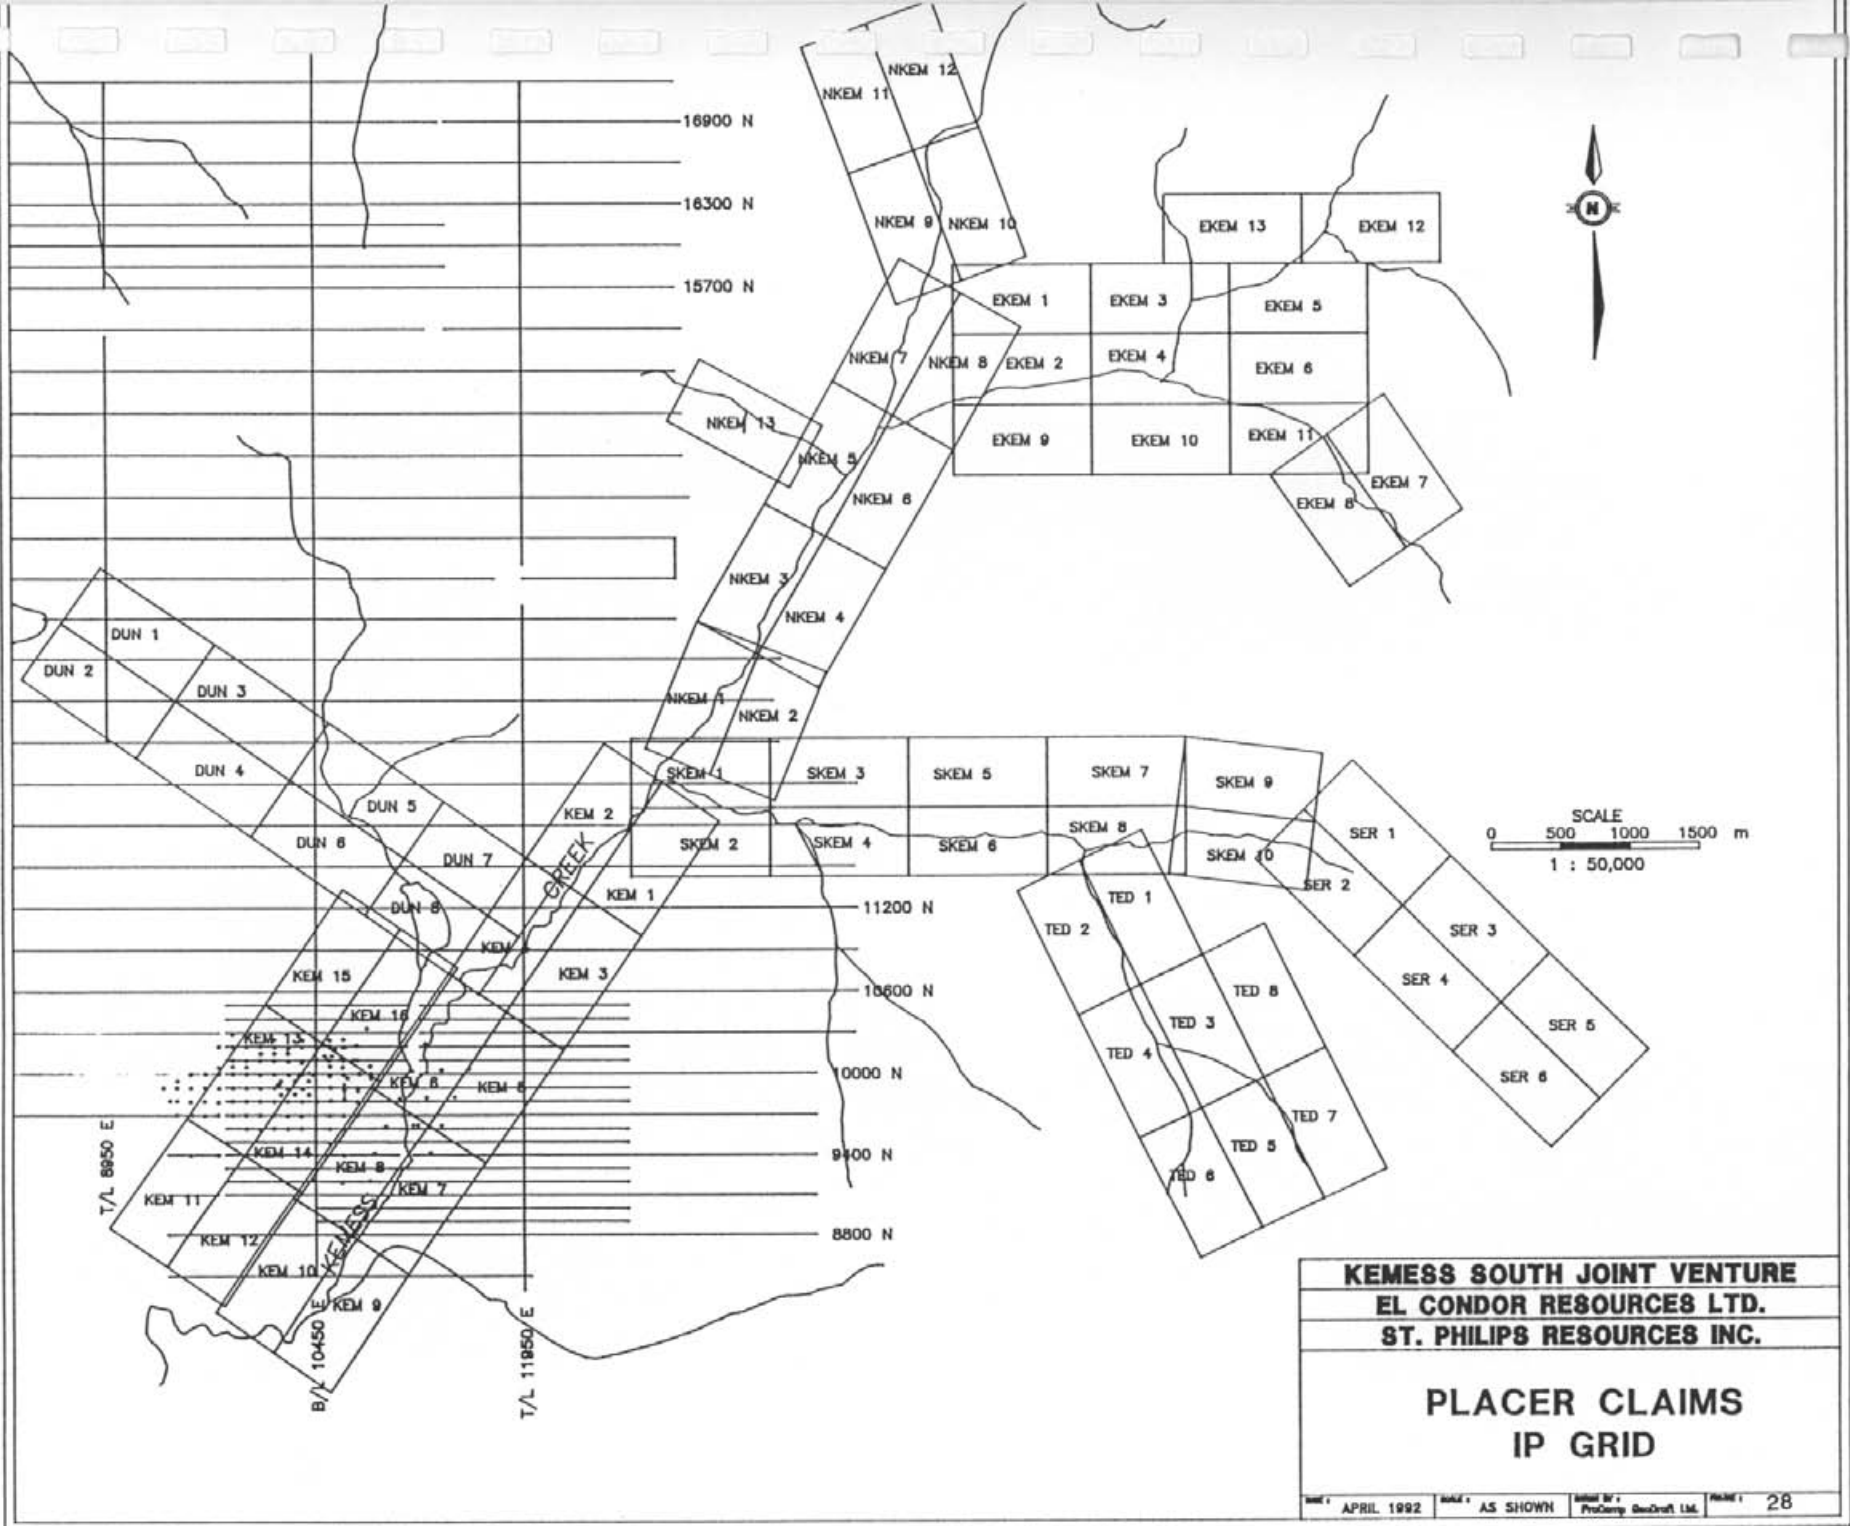 NKEM 12
NKEM 11
16900 N
16300 N
NKEM 9
NKEM 10
EKEM 13
EKEM 12
N
15700 N
EKEM 1
EKEM 3
EKEM 5
NKEM 7
NKEM 8
EKEM 2
EKEM 4
EKEM 6
NKEM 13
NKEM 5
EKEM 9
EKEM 10
EKEM 11
NKEM 6
EKEM 7
EKEM 8
NKEM 3
NKEM 4
DUN 1
DUN 2
DUN 3
NKEM 1
NKEM 2
DUN 4
SKEM 1
SKEM 3
SKEM 5
SKEM 7
SKEM 9
DUN 5
KEM 2
DUN 6
SKEM 2
SKEM 4
SKEM 6
SKEM 8
SKEM 10
SER 1
SCALE
0 500 1000 1500 m
1 : 50,000
DUN 7
CREEK
KEM 1
SER 2
DUN 8
11200 N
TED 1
TED 2
SER 3
KEM
KEM 15
KEM 3
10600 N
TED 8
SER 4
KEM 16
KEM 13
TED 3
SER 5
TED 4
KEM 6
KEM 5
10000 N
SER 6
TED 7
T/L 8950 E
KEM 14
KEM 8
9400 N
TED 5
TED 6
KEM 11
KEM 7
KEM 12
KEMESS
8800 N
KEM 10
KEM 9
B/L 10450 E
T/L 11950 E
KEMESS SOUTH JOINT VENTURE
EL CONDOR RESOURCES LTD.
ST. PHILIPS RESOURCES INC.
PLACER CLAIMS
IP GRID
APRIL 1992
AS SHOWN
ProComp GeoDraft Ltd.
28